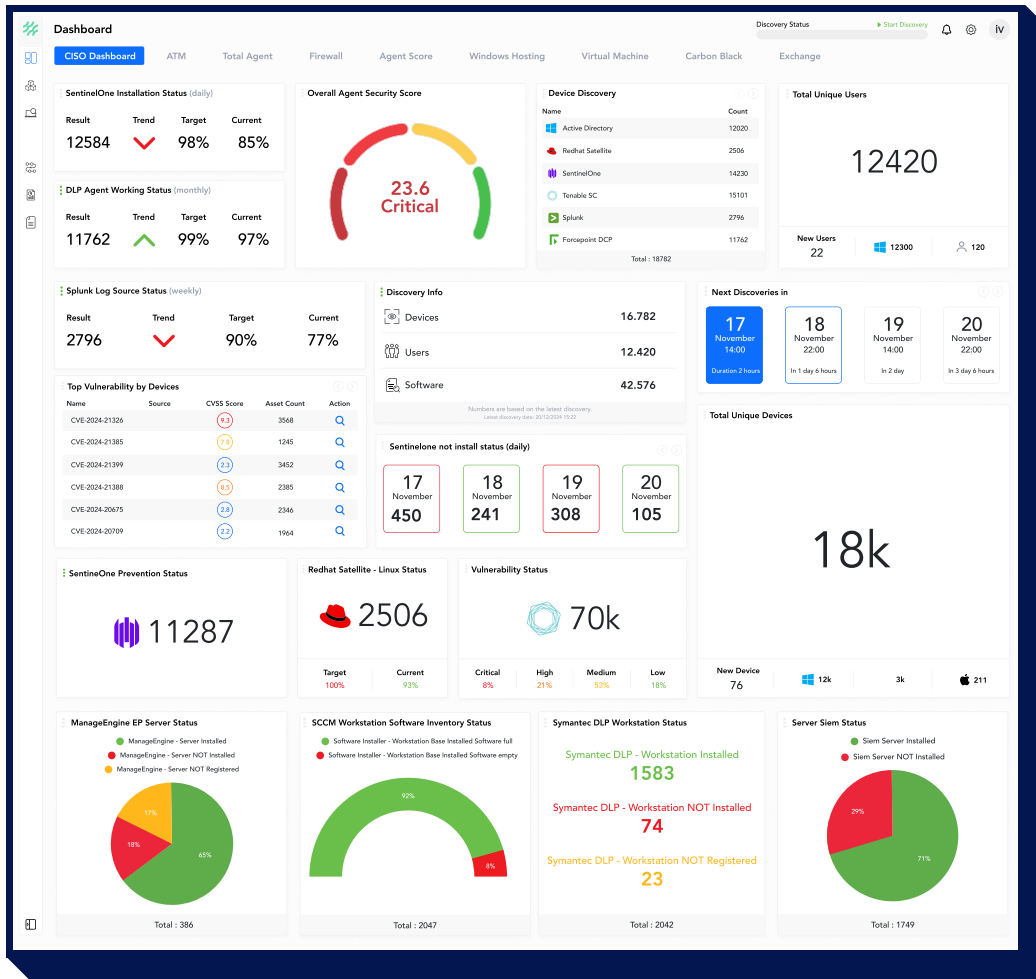 Dashboard
Discovery Status
Start Discovery
iv
CISO Dashboard
ATM
Total Agent
Firewall
Agent Score
Windows Hosting
Virtual Machine
Carbon Black
Exchange
SentinelOne Installation Status (daily)
Result Trend Target Current
12584 98% 85%
DLP Agent Working Status (monthly)
Result Trend Target Current
11762 99% 97%
Overall Agent Security Score
23.6
Critical
Device Discovery
Name Count
Active Directory 12020
Redhat Satellite 2506
SentinelOne 14230
Tenable SC 15101
Splunk 2796
Forcepoint DCP 11762
Total : 18782
Total Unique Users
12420
New Users
22
12300
120
Splunk Log Source Status (weekly)
Result Trend Target Current
2796 90% 77%
Discovery Info
Devices 16.782
Users 12.420
Software 42.576
Numbers are based on the latest discovery.
Latest discovery date: 20/12/2024 15:22
Next Discoveries in
17
November
14:00
Duration 2 hours
18
November
22:00
In 1 day 6 hours
19
November
14:00
In 2 day
20
November
22:00
In 3 day 6 hours
Top Vulnerability by Devices
Name Source CVSS Score Asset Count Action
CVE-2024-21326 9.3 3568
CVE-2024-21385 7.8 1245
CVE-2024-21399 2.3 3452
CVE-2024-21388 8.5 2385
CVE-2024-20675 2.8 2346
CVE-2024-20709 2.2 1964
Sentinelone not install status (daily)
17
November
450
18
November
241
19
November
308
20
November
105
Total Unique Devices
18k
New Device
76
12k
3k
211
SentineOne Prevention Status
11287
Redhat Satellite - Linux Status
2506
Target Current
100% 93%
Vulnerability Status
70k
Critical High Medium Low
8% 21% 53% 18%
ManageEngine EP Server Status
ManageEngine - Server Installed
ManageEngine - Server NOT Installed
ManageEngine - Server NOT Registered
17%
18%
65%
Total : 386
SCCM Workstation Software Inventory Status
Software Installer - Workstation Base Installed Software full
Software Installer - Workstation Base Installed Software empty
92%
8%
Total : 2047
Symantec DLP Workstation Status
Symantec DLP - Workstation Installed
1583
Symantec DLP - Workstation NOT Installed
74
Symantec DLP - Workstation NOT Registered
23
Total : 2042
Server Siem Status
Siem Server Installed
Siem Server NOT Installed
29%
71%
Total : 1749